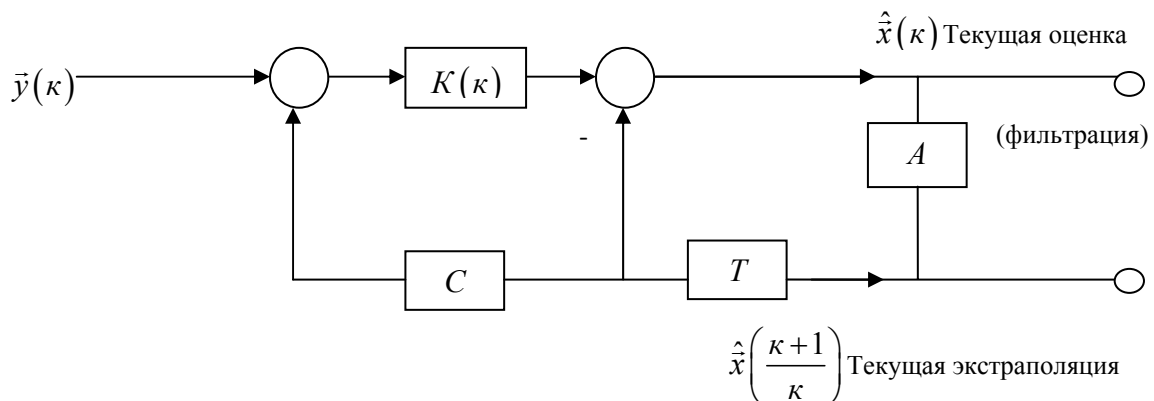 x̂⃗(κ) Текущая оценка
y⃗(κ)
K(κ)
(фильтрация)
-
A
C
T
x̂⃗((κ+1)/κ) Текущая экстраполяция